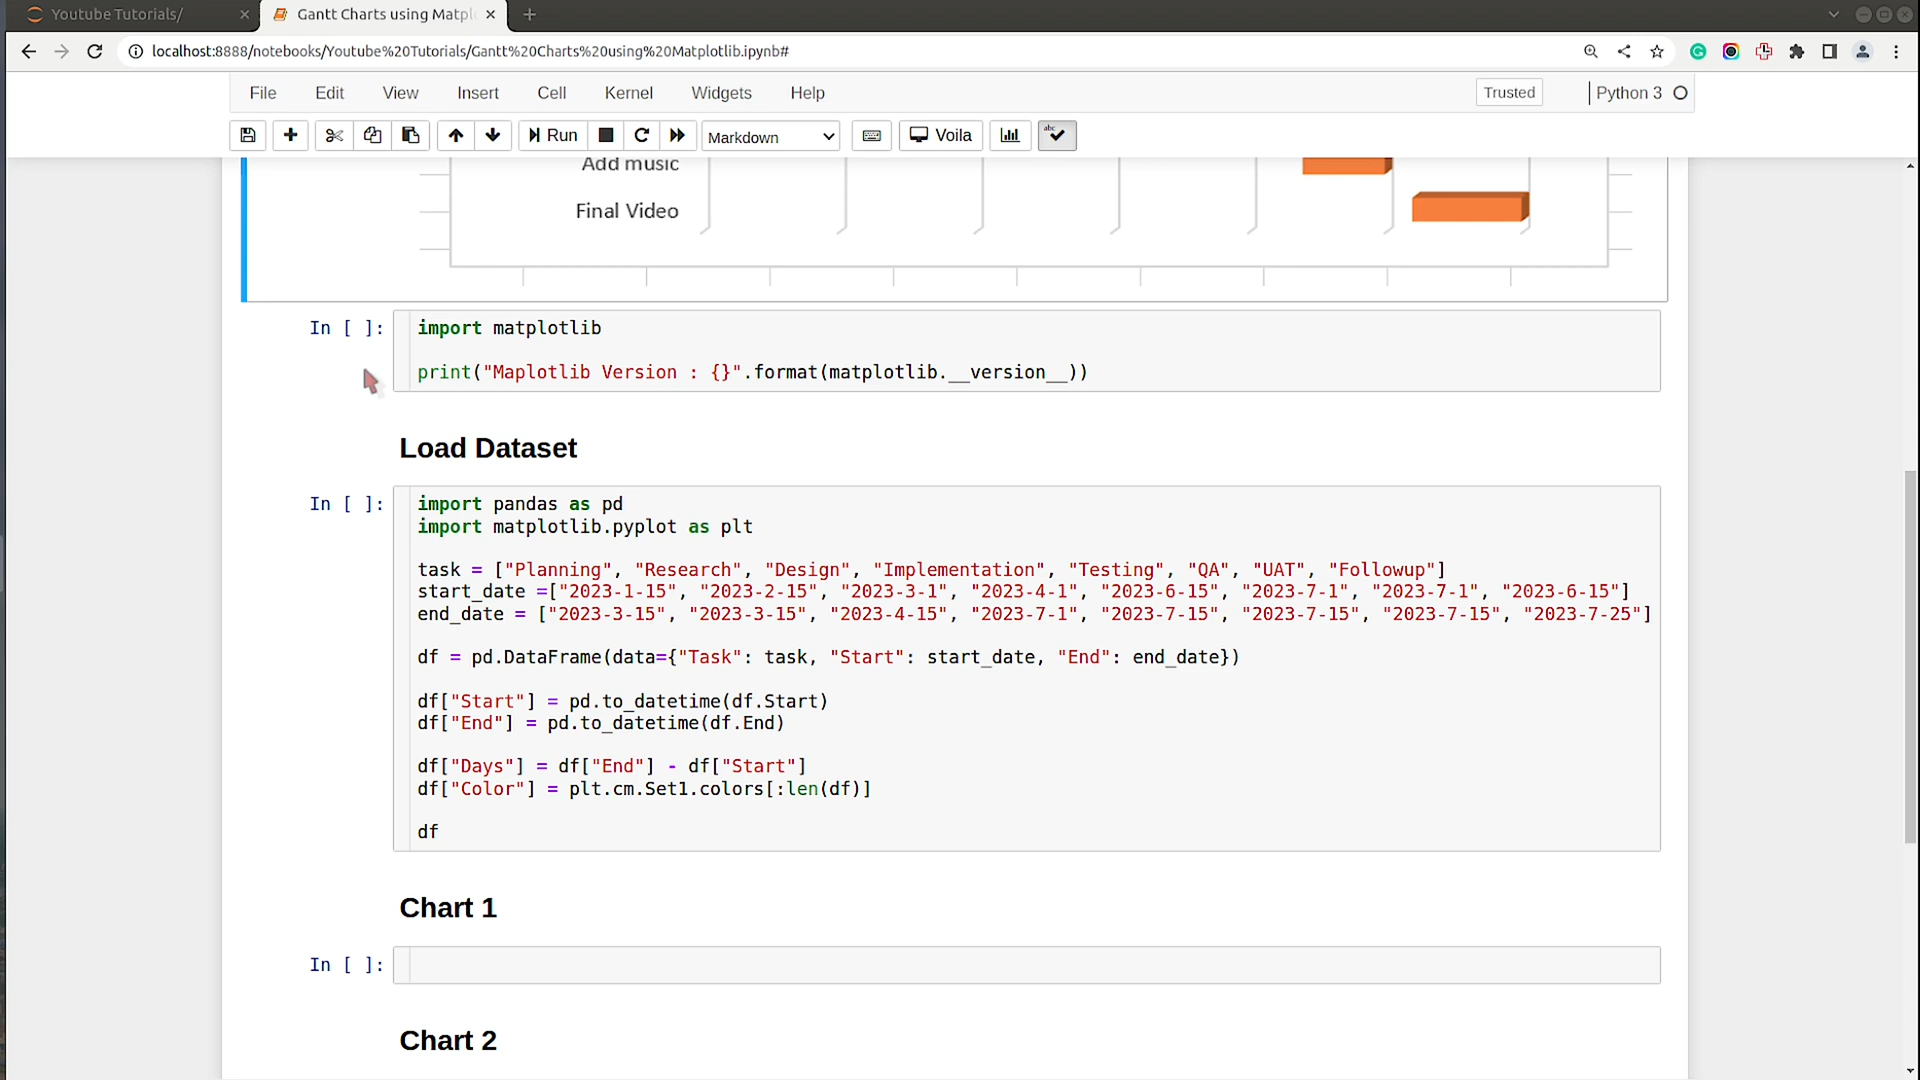 Youtube Tutorials/
Gantt Charts using Matpl
localhost:8888/notebooks/Youtube%20Tutorials/Gantt%20Charts%20using%20Matplotlib.ipynb#
File Edit View Insert Cell Kernel Widgets Help Trusted Python 3
Run Markdown Voila abc
Add music
Final Video
In [ ]: import matplotlib
print("Maplotlib Version : {}".format(matplotlib.__version__))
Load Dataset
In [ ]: import pandas as pd
import matplotlib.pyplot as plt
task = ["Planning", "Research", "Design", "Implementation", "Testing", "QA", "UAT", "Followup"]
start_date =["2023-1-15", "2023-2-15", "2023-3-1", "2023-4-1", "2023-6-15", "2023-7-1", "2023-7-1", "2023-6-15"]
end_date = ["2023-3-15", "2023-3-15", "2023-4-15", "2023-7-1", "2023-7-15", "2023-7-15", "2023-7-15", "2023-7-25"]
df = pd.DataFrame(data={"Task": task, "Start": start_date, "End": end_date})
df["Start"] = pd.to_datetime(df.Start)
df["End"] = pd.to_datetime(df.End)
df["Days"] = df["End"] - df["Start"]
df["Color"] = plt.cm.Set1.colors[:len(df)]
df
Chart 1
In [ ]:
Chart 2